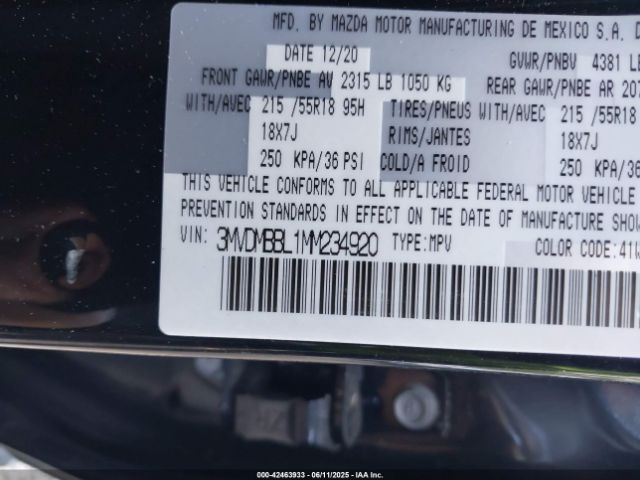 MFD. BY MAZDA MOTOR MANUFACTURING DE MEXICO S.A. D
DATE 12/20 GVWR/PNBV 4381 LB
FRONT GAWR/PNBE AV 2315 LB 1050 KG REAR GAWR/PNBE AR 207
WITH/AVEC 215 /55R18 95H TIRES/PNEUS WITH/AVEC 215 /55R18
18X7J RIMS/JANTES 18X7J
250 KPA/36 PSI COLD/A FROID 250 KPA/36
THIS VEHICLE CONFORMS TO ALL APPLICABLE FEDERAL MOTOR VEHICLE
PREVENTION STANDARDS IN EFFECT ON THE DATE OF MANUFACTURE SHOW
VIN: 3MVDMBBL1MM234920 TYPE:MPV COLOR CODE:41W
000-42463933 - 06/11/2025 - IAA Inc.